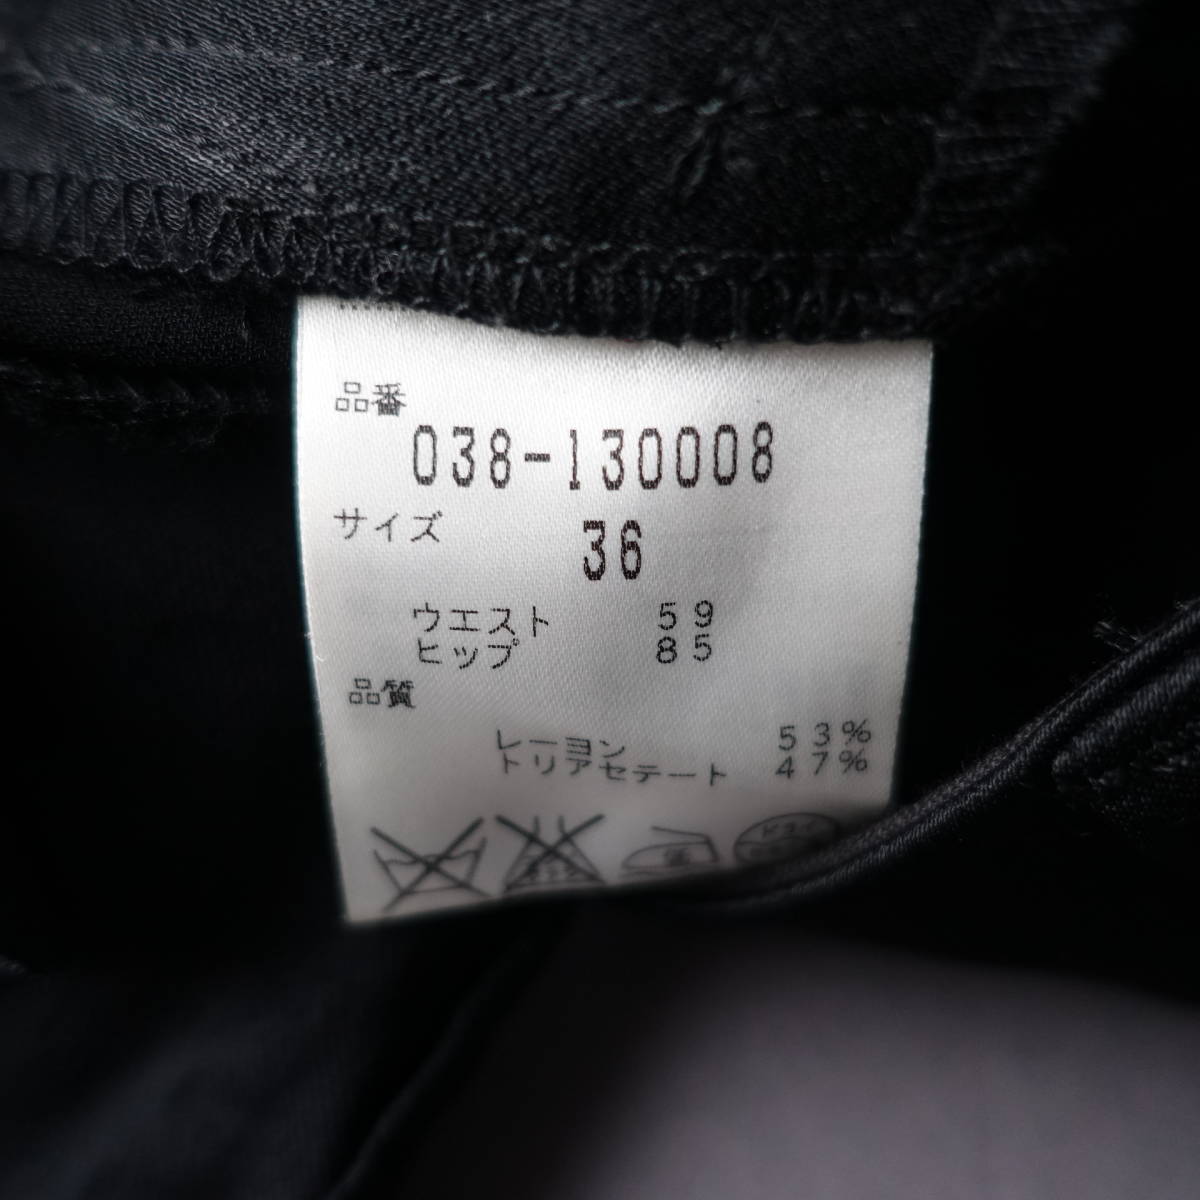 品番
038-130008
サイズ 36
ウエスト 59
ヒップ 85
品質
レーヨン 53%
トリアセテート 47%